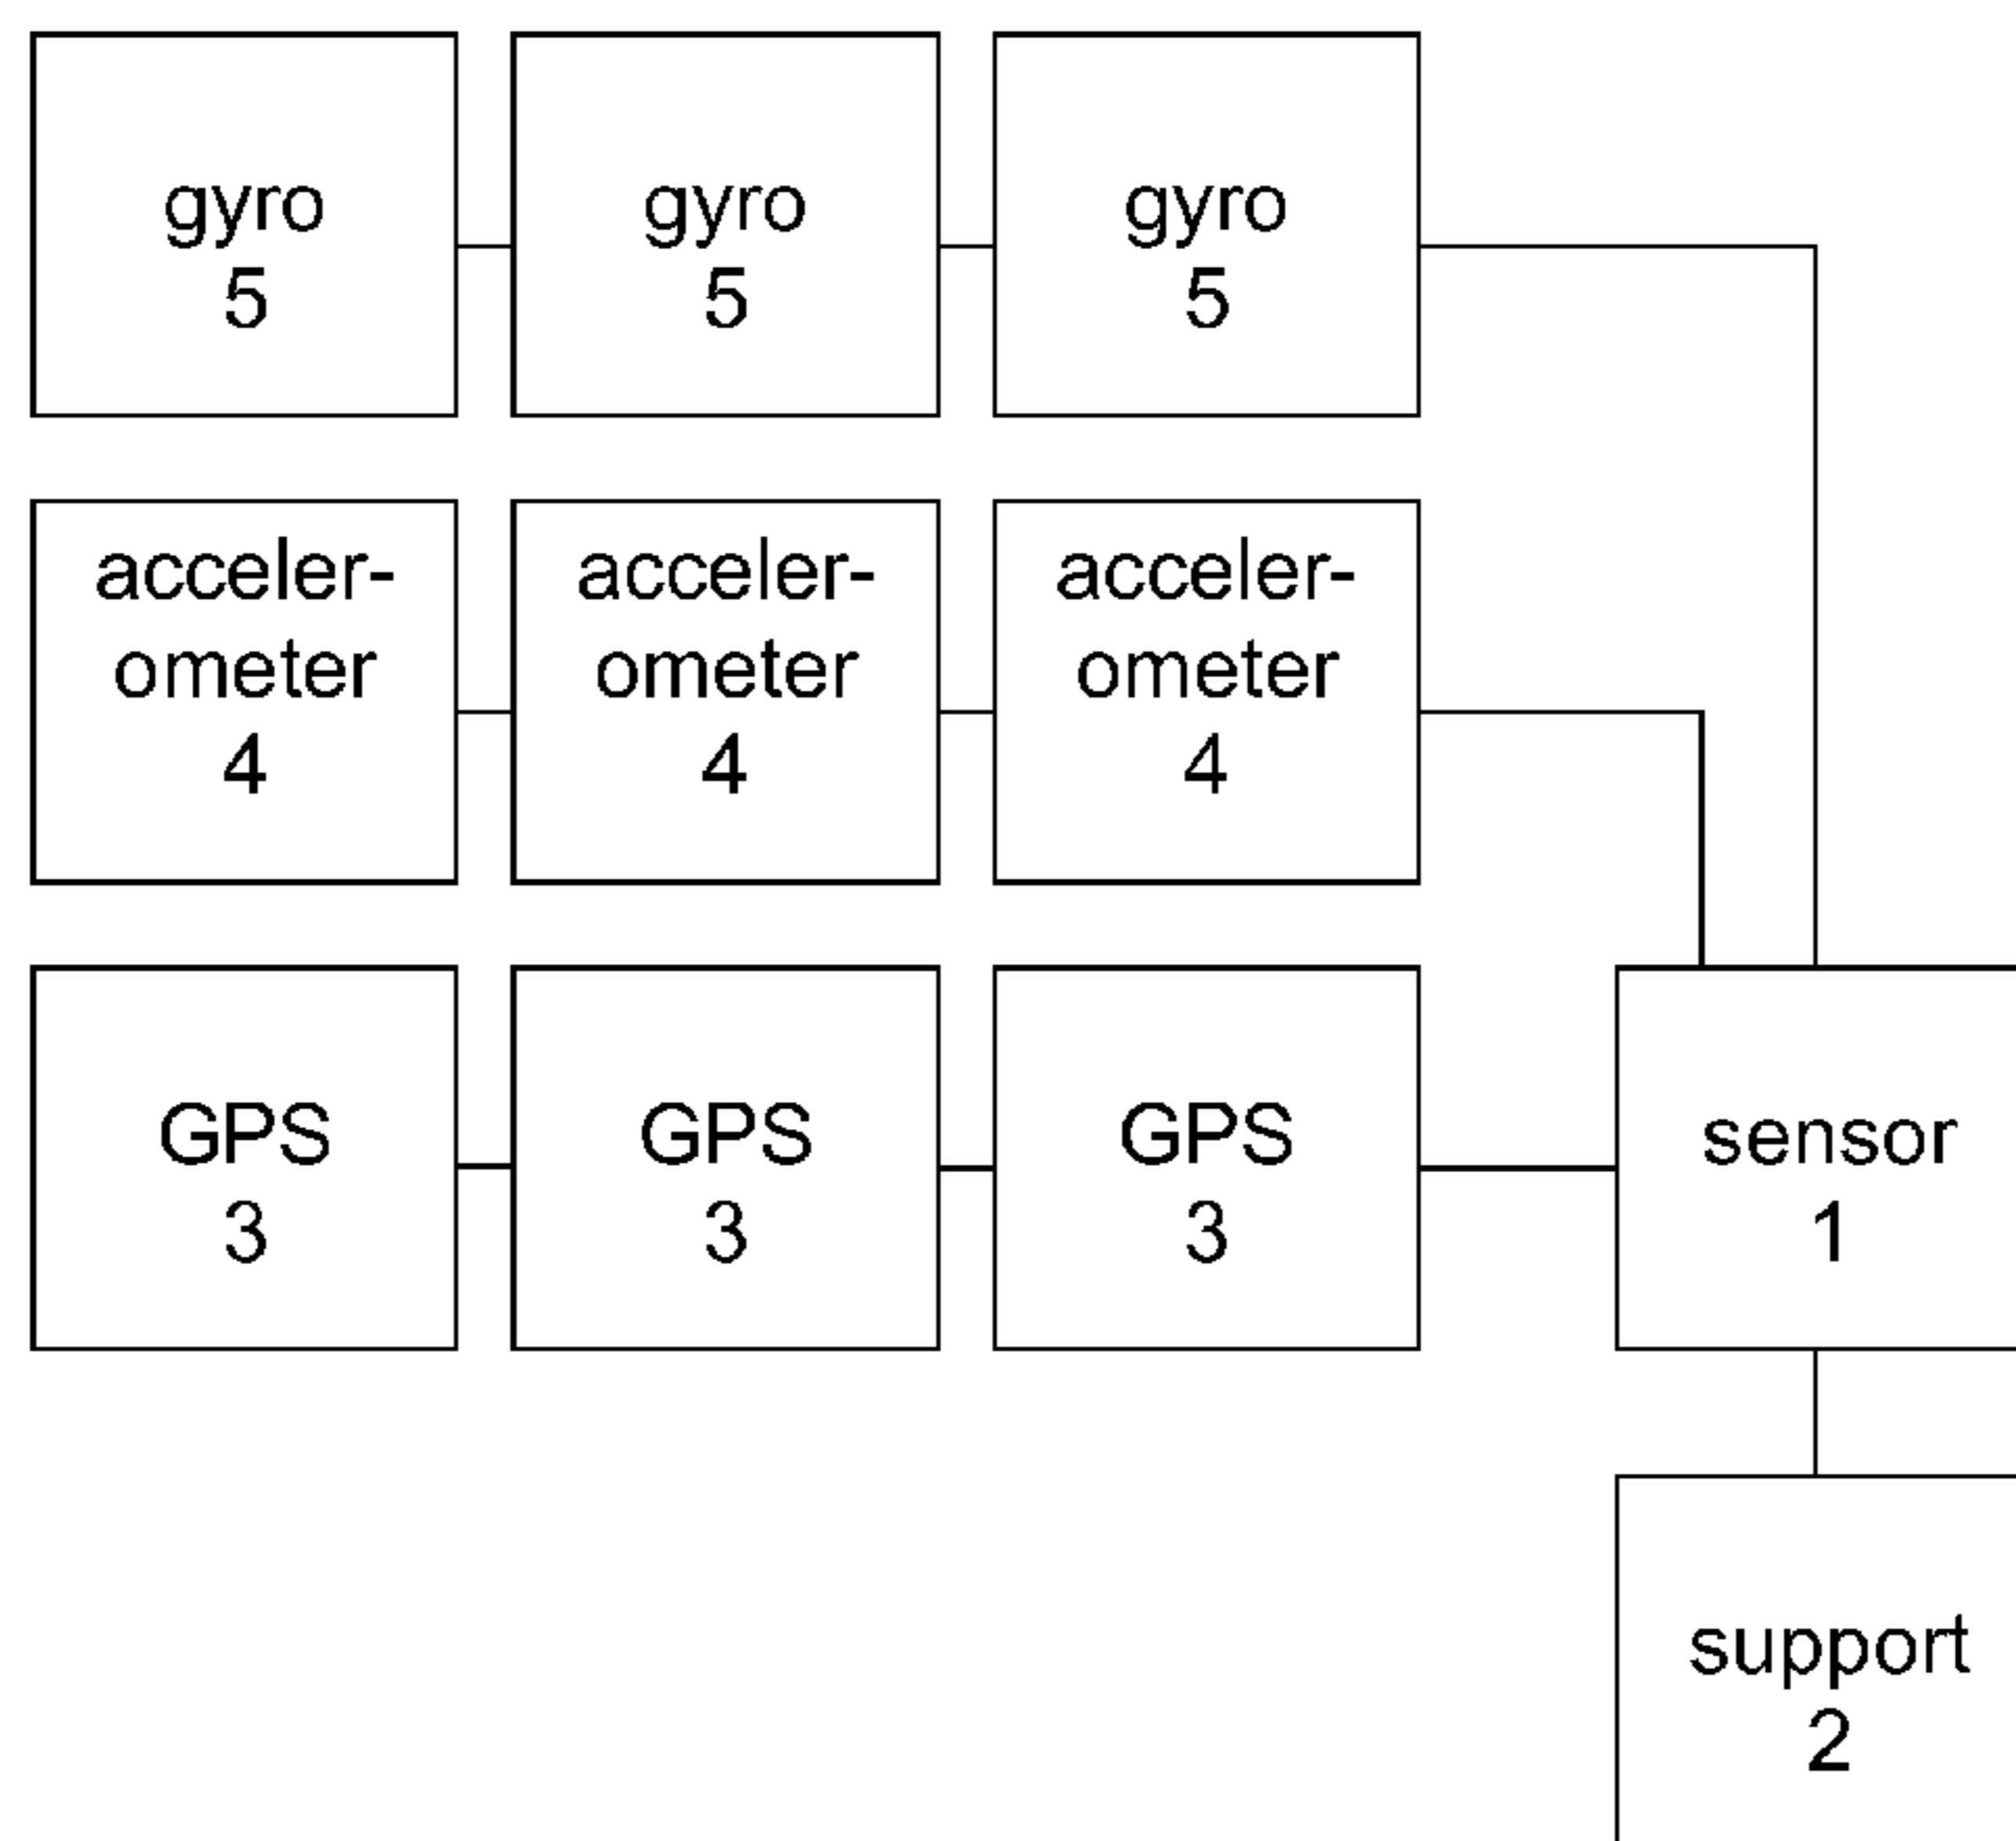 gyro
5
gyro
5
gyro
5
acceler-
ometer
4
acceler-
ometer
4
acceler-
ometer
4
GPS
3
GPS
3
GPS
3
sensor
1
support
2